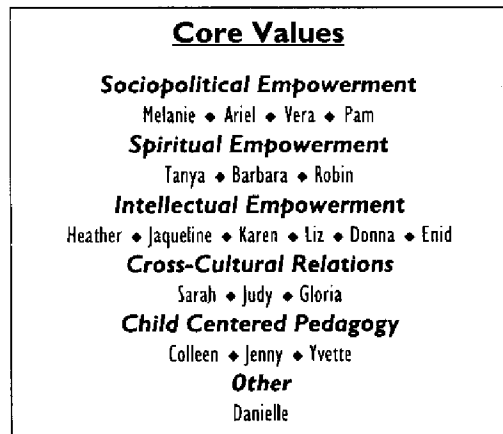 Core Values
Sociopolitical Empowerment
Melanie ◆ Ariel ◆ Vera ◆ Pam
Spiritual Empowerment
Tanya ◆ Barbara ◆ Robin
Intellectual Empowerment
Heather ◆ Jaqueline ◆ Karen ◆ Liz ◆ Donna ◆ Enid
Cross-Cultural Relations
Sarah ◆ Judy ◆ Gloria
Child Centered Pedagogy
Colleen ◆ Jenny ◆ Yvette
Other
Danielle